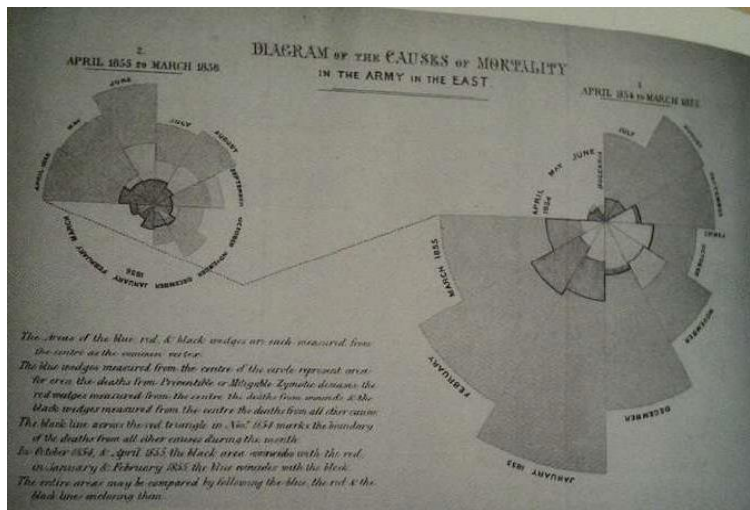 DIAGRAM OF THE CAUSES OF MORTALITY
IN THE ARMY IN THE EAST.
2.
APRIL 1855 TO MARCH 1856
1.
APRIL 1854 TO MARCH 1855
APRIL 1855
MAY
JUNE
JULY
AUGUST
SEPTEMBER
OCTOBER
NOVEMBER
DECEMBER
JANUARY
1856
FEBRUARY
MARCH
APRIL
1854
MAY
JUNE
BULGARIA
JULY
AUGUST
SEPTEMBER
CRIMEA
OCTOBER
NOVEMBER
DECEMBER
JANUARY 1855
FEBRUARY
MARCH 1855
The Areas of the blue, red, & black wedges are each measured from
the centre as the common vertex.
The blue wedges measured from the centre of the circle represent area
for area the deaths from Preventible or Mitigable Zymotic diseases, the
red wedges measured from the centre the deaths from wounds, & the
black wedges measured from the centre the deaths from all other causes.
The black line across the red triangle in Novr. 1854 marks the boundary
of the deaths from all other causes during the month.
In October 1854, & April 1855, the black area coincides with the red,
in January & February 1855, the blue coincides with the black.
The entire areas may be compared by following the blue, the red & the
black lines enclosing them.